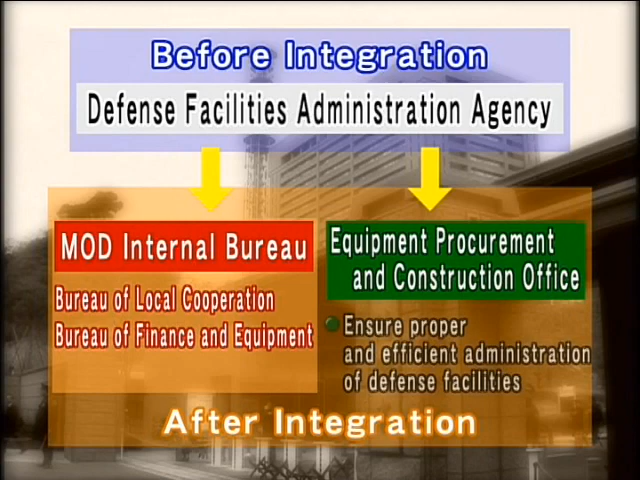 Before Integration
Defense Facilities Administration Agency
MOD Internal Bureau
Bureau of Local Cooperation
Bureau of Finance and Equipment
Equipment Procurement
and Construction Office
Ensure proper
and efficient administration
of defense facilities
After Integration